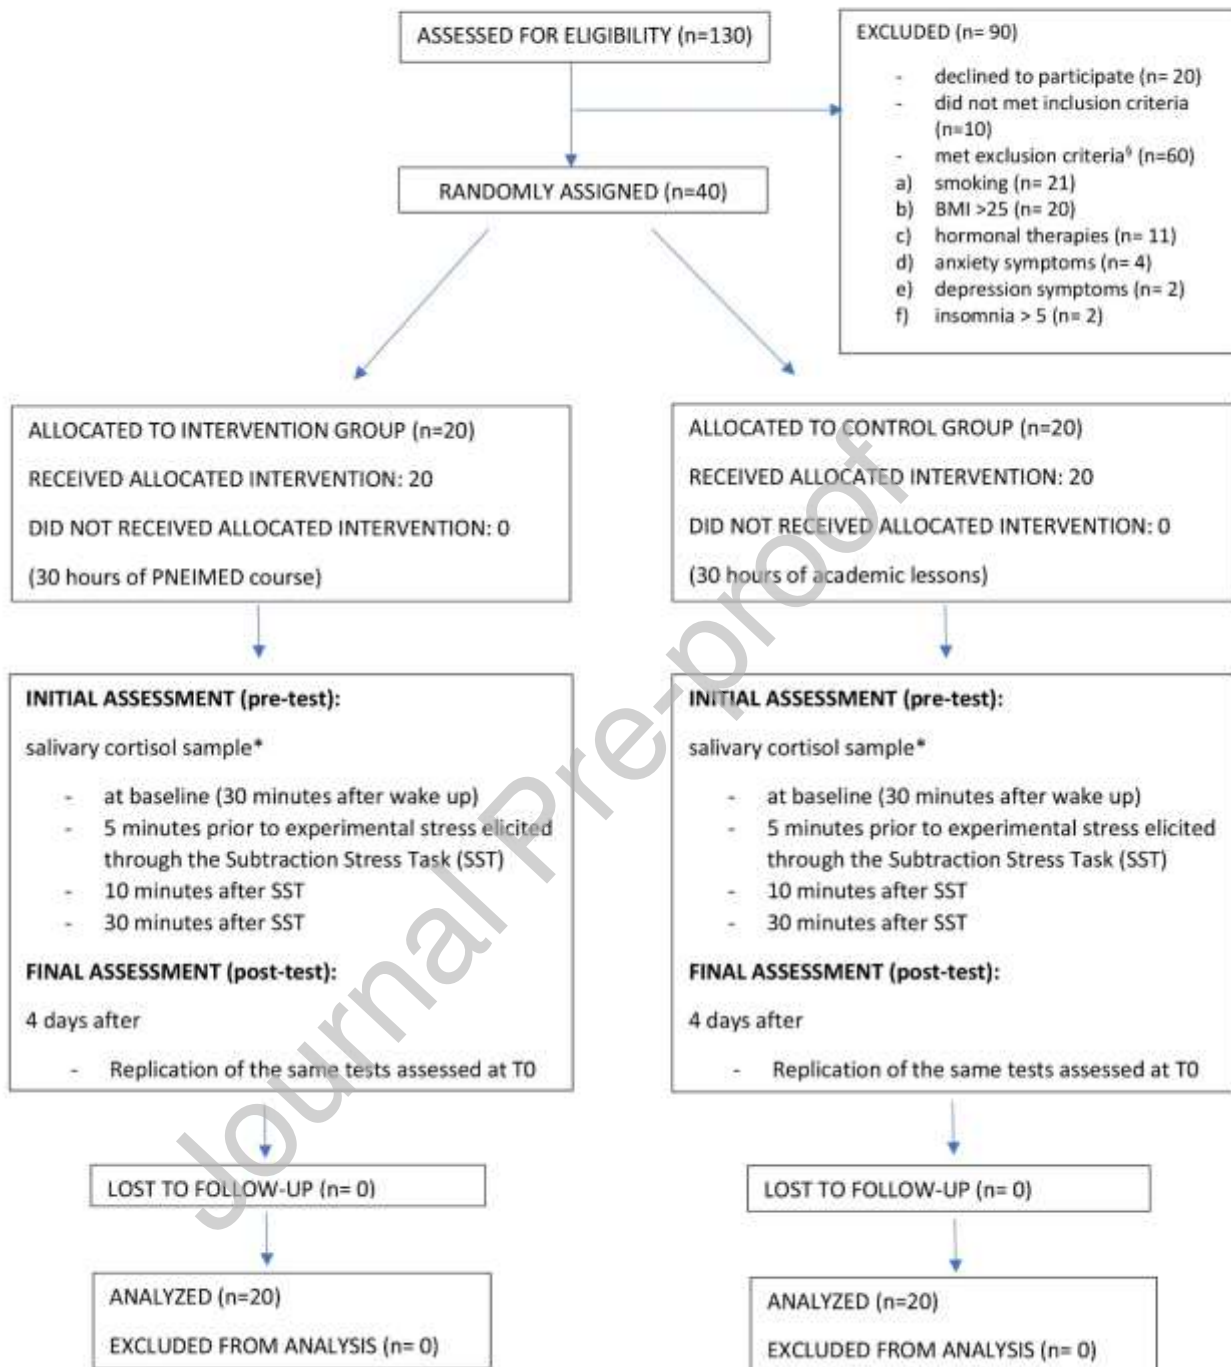 ASSESSED FOR ELIGIBILITY (n=130)
EXCLUDED (n= 90)
- declined to participate (n= 20)
- did not met inclusion criteria
(n=10)
- met exclusion criteria§ (n=60)
a) smoking (n= 21)
b) BMI >25 (n= 20)
c) hormonal therapies (n= 11)
d) anxiety symptoms (n= 4)
e) depression symptoms (n= 2)
f) insomnia > 5 (n= 2)
RANDOMLY ASSIGNED (n=40)
ALLOCATED TO INTERVENTION GROUP (n=20)
RECEIVED ALLOCATED INTERVENTION: 20
DID NOT RECEIVED ALLOCATED INTERVENTION: 0
(30 hours of PNEIMED course)
ALLOCATED TO CONTROL GROUP (n=20)
RECEIVED ALLOCATED INTERVENTION: 20
DID NOT RECEIVED ALLOCATED INTERVENTION: 0
(30 hours of academic lessons)
INITIAL ASSESSMENT (pre-test):
salivary cortisol sample*
- at baseline (30 minutes after wake up)
- 5 minutes prior to experimental stress elicited
through the Subtraction Stress Task (SST)
- 10 minutes after SST
- 30 minutes after SST
FINAL ASSESSMENT (post-test):
4 days after
- Replication of the same tests assessed at T0
INITIAL ASSESSMENT (pre-test):
salivary cortisol sample*
- at baseline (30 minutes after wake up)
- 5 minutes prior to experimental stress elicited
through the Subtraction Stress Task (SST)
- 10 minutes after SST
- 30 minutes after SST
FINAL ASSESSMENT (post-test):
4 days after
- Replication of the same tests assessed at T0
LOST TO FOLLOW-UP (n= 0)
LOST TO FOLLOW-UP (n= 0)
ANALYZED (n=20)
EXCLUDED FROM ANALYSIS (n= 0)
ANALYZED (n=20)
EXCLUDED FROM ANALYSIS (n= 0)
Journal Pre-proof